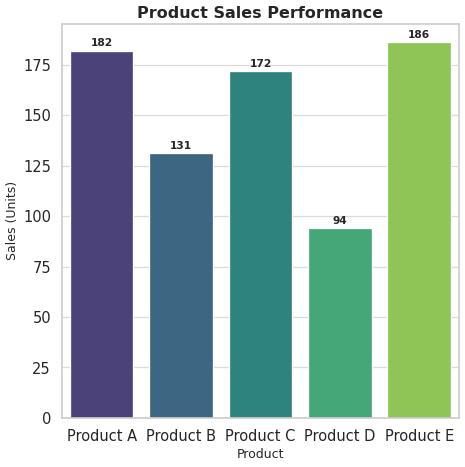 Product Sales Performance
Sales (Units)
175
150
125
100
75
50
25
0
182
131
172
94
186
Product A
Product B
Product C
Product D
Product E
Product